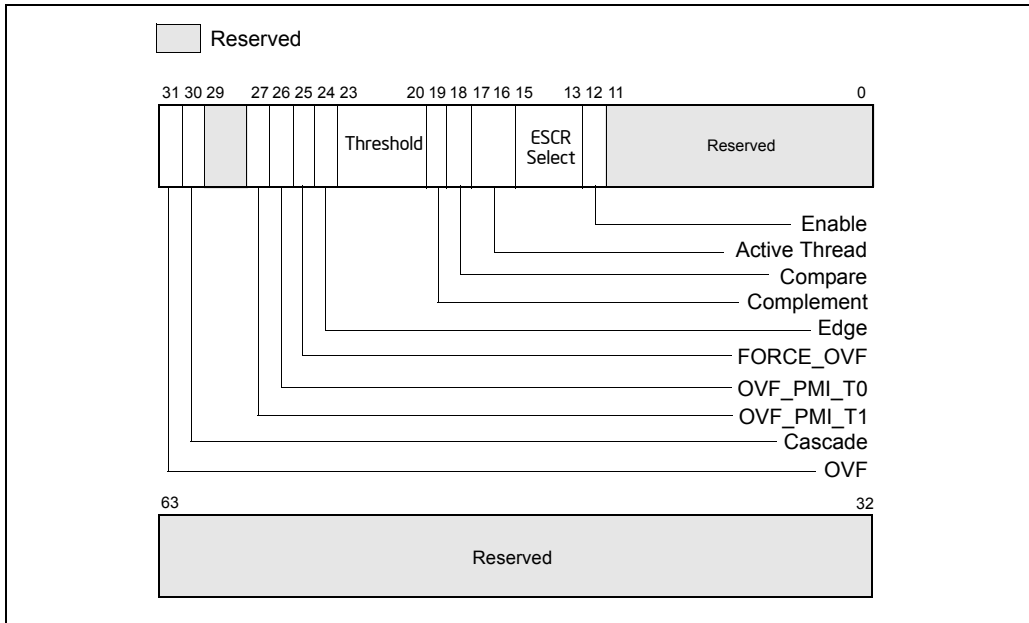 Reserved
31 30 29 27 26 25 24 23 20 19 18 17 16 15 13 12 11 0
Threshold
ESCR
Select
Reserved
Enable
Active Thread
Compare
Complement
Edge
FORCE_OVF
OVF_PMI_T0
OVF_PMI_T1
Cascade
OVF
63 32
Reserved